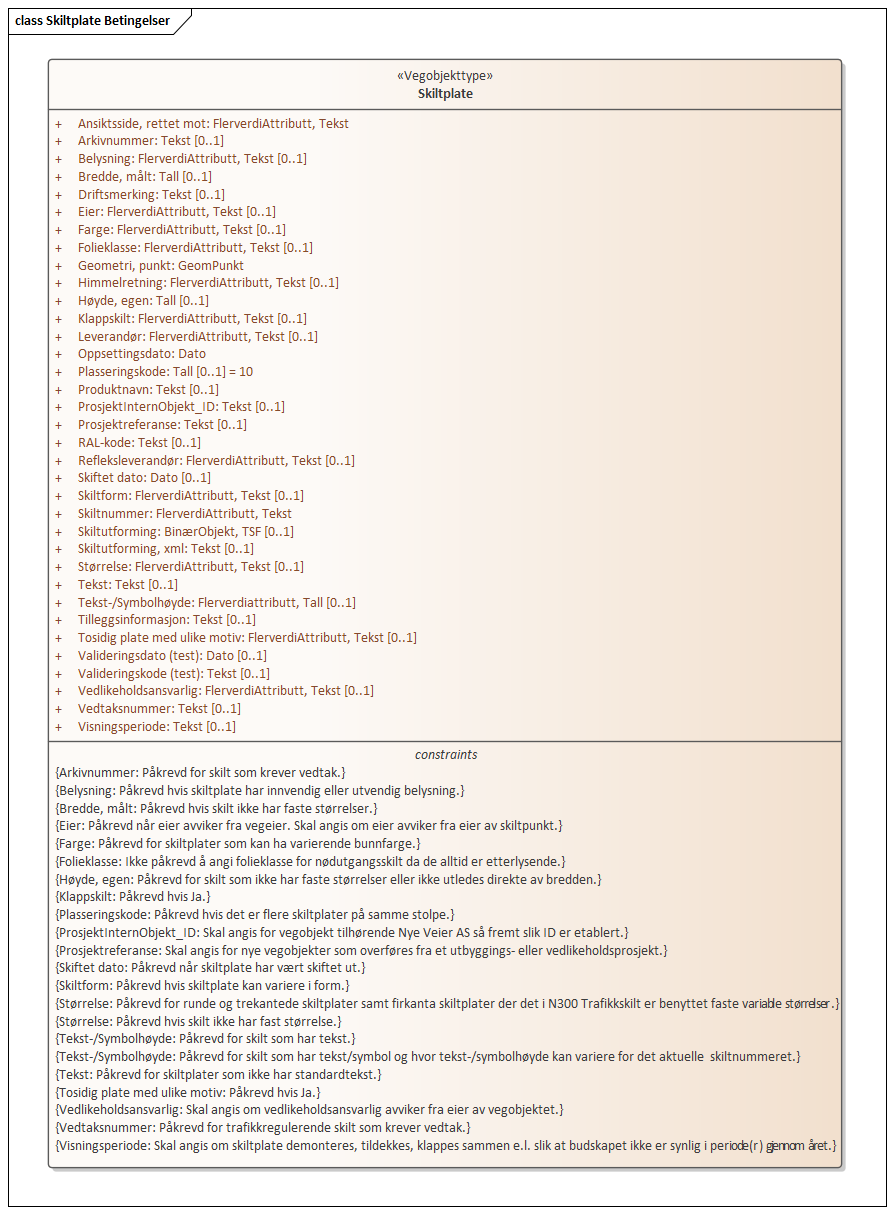 class Skiltplate Betingelser
«Vegobjekttype»
Skiltplate
+ Ansiktsside, rettet mot: FlerverdiAttributt, Tekst
+ Arkivnummer: Tekst [0..1]
+ Belysning: FlerverdiAttributt, Tekst [0..1]
+ Bredde, målt: Tall [0..1]
+ Driftsmerking: Tekst [0..1]
+ Eier: FlerverdiAttributt, Tekst [0..1]
+ Farge: FlerverdiAttributt, Tekst [0..1]
+ Folieklasse: FlerverdiAttributt, Tekst [0..1]
+ Geometri, punkt: GeomPunkt
+ Himmelretning: FlerverdiAttributt, Tekst [0..1]
+ Høyde, egen: Tall [0..1]
+ Klappskilt: FlerverdiAttributt, Tekst [0..1]
+ Leverandør: FlerverdiAttributt, Tekst [0..1]
+ Oppsettingsdato: Dato
+ Plasseringskode: Tall [0..1] = 10
+ Produktnavn: Tekst [0..1]
+ ProsjektInternObjekt_ID: Tekst [0..1]
+ Prosjektreferanse: Tekst [0..1]
+ RAL-kode: Tekst [0..1]
+ Refleksleverandør: FlerverdiAttributt, Tekst [0..1]
+ Skiftet dato: Dato [0..1]
+ Skiltform: FlerverdiAttributt, Tekst [0..1]
+ Skiltnummer: FlerverdiAttributt, Tekst
+ Skiltutforming: BinærObjekt, TSF [0..1]
+ Skiltutforming, xml: Tekst [0..1]
+ Størrelse: FlerverdiAttributt, Tekst [0..1]
+ Tekst: Tekst [0..1]
+ Tekst-/Symbolhøyde: Flerverdiattributt, Tall [0..1]
+ Tilleggsinformasjon: Tekst [0..1]
+ Tosidig plate med ulike motiv: FlerverdiAttributt, Tekst [0..1]
+ Valideringsdato (test): Dato [0..1]
+ Valideringskode (test): Tekst [0..1]
+ Vedlikeholdsansvarlig: FlerverdiAttributt, Tekst [0..1]
+ Vedtaksnummer: Tekst [0..1]
+ Visningsperiode: Tekst [0..1]
constraints
{Arkivnummer: Påkrevd for skilt som krever vedtak.}
{Belysning: Påkrevd hvis skiltplate har innvendig eller utvendig belysning.}
{Bredde, målt: Påkrevd hvis skilt ikke har faste størrelser.}
{Eier: Påkrevd når eier avviker fra vegeier. Skal angis om eier avviker fra eier av skiltpunkt.}
{Farge: Påkrevd for skiltplater som kan ha varierende bunnfarge.}
{Folieklasse: Ikke påkrevd å angi folieklasse for nødutgangsskilt da de alltid er etterlysende.}
{Høyde, egen: Påkrevd for skilt som ikke har faste størrelser eller ikke utledes direkte av bredden.}
{Klappskilt: Påkrevd hvis Ja.}
{Plasseringskode: Påkrevd hvis det er flere skiltplater på samme stolpe.}
{ProsjektInternObjekt_ID: Skal angis for vegobjekt tilhørende Nye Veier AS så fremt slik ID er etablert.}
{Prosjektreferanse: Skal angis for nye vegobjekter som overføres fra et utbyggings- eller vedlikeholdsprosjekt.}
{Skiftet dato: Påkrevd når skiltplate har vært skiftet ut.}
{Skiltform: Påkrevd hvis skiltplate kan variere i form.}
{Størrelse: Påkrevd for runde og trekantede skiltplater samt firkanta skiltplater der det i N300 Trafikkskilt er benyttet faste variable størrelser.}
{Størrelse: Påkrevd hvis skilt ikke har fast størrelse.}
{Tekst-/Symbolhøyde: Påkrevd for skilt som har tekst.}
{Tekst-/Symbolhøyde: Påkrevd for skilt som har tekst/symbol og hvor tekst-/symbolhøyde kan variere for det aktuelle  skiltnummeret.}
{Tekst: Påkrevd for skiltplater som ikke har standardtekst.}
{Tosidig plate med ulike motiv: Påkrevd hvis Ja.}
{Vedlikeholdsansvarlig: Skal angis om vedlikeholdsansvarlig avviker fra eier av vegobjektet.}
{Vedtaksnummer: Påkrevd for trafikkregulerende skilt som krever vedtak.}
{Visningsperiode: Skal angis om skiltplate demonteres, tildekkes, klappes sammen e.l. slik at budskapet ikke er synlig i periode(r) gjennom året.}